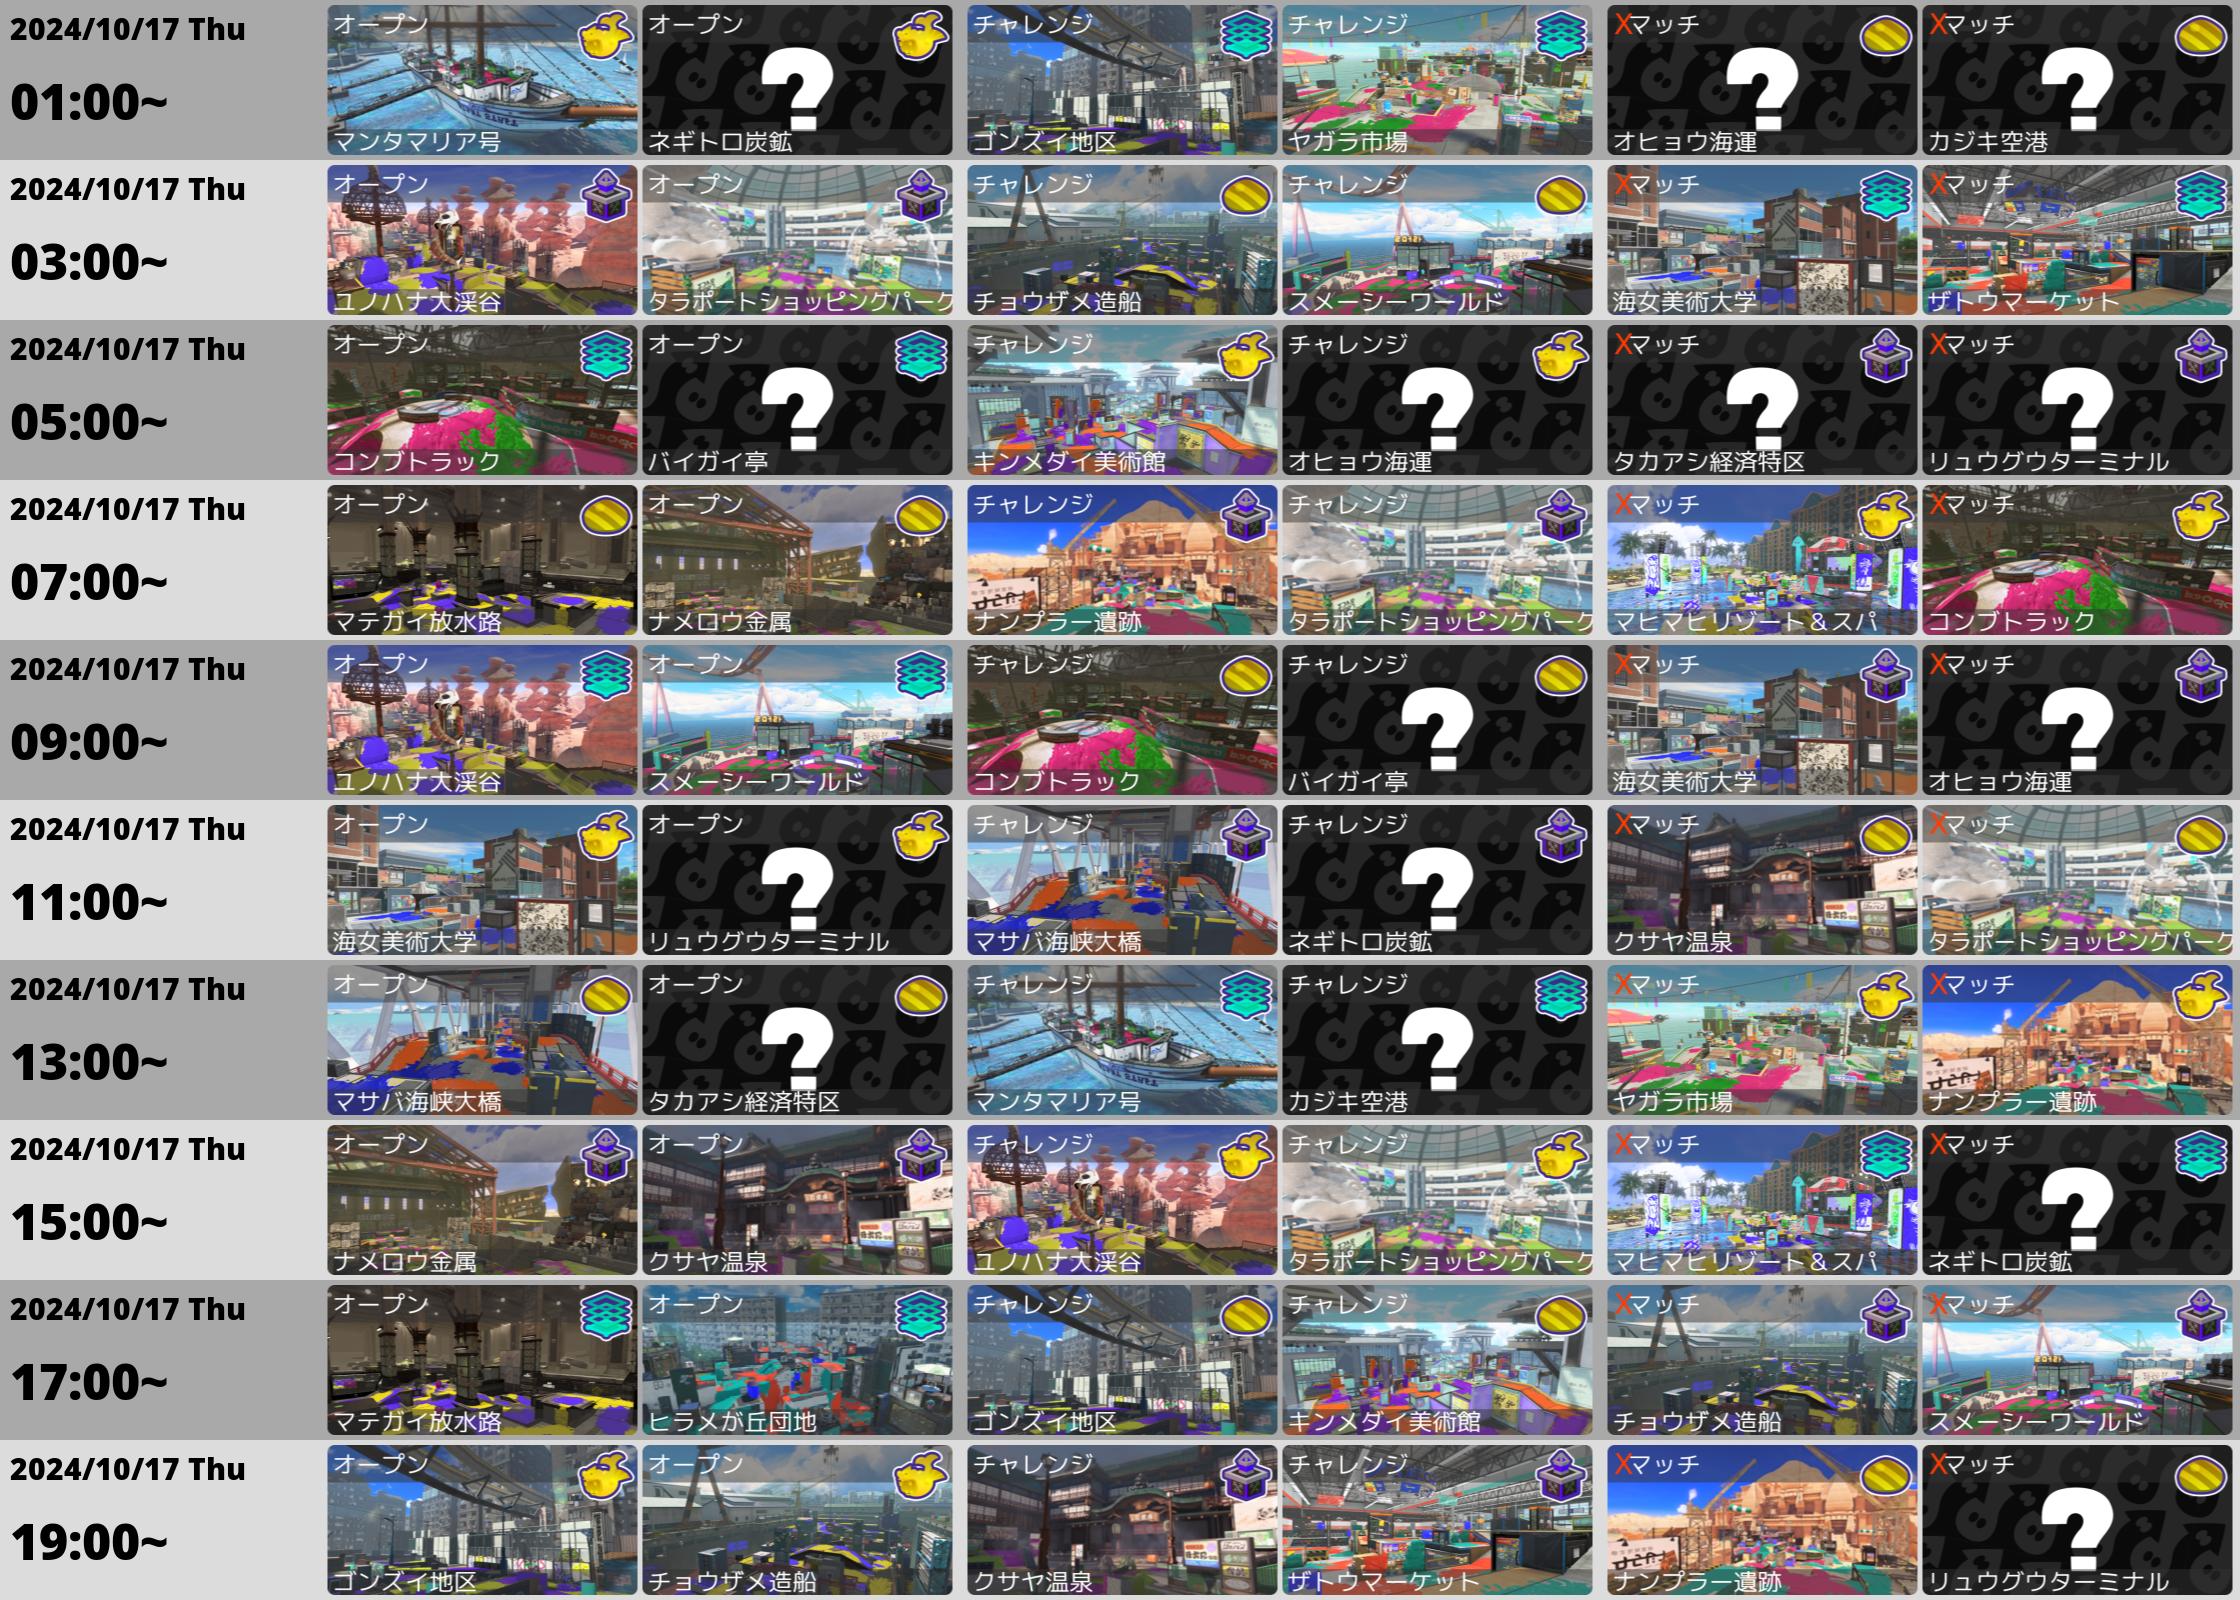 2024/10/17 Thu
01:00~
オープン
マンタマリア号
オープン
ネギトロ炭鉱
チャレンジ
ゴンズイ地区
チャレンジ
ヤガラ市場
Xマッチ
オヒョウ海運
Xマッチ
カジキ空港
2024/10/17 Thu
03:00~
オープン
ユノハナ大渓谷
オープン
タラポートショッピングパーク
チャレンジ
チョウザメ造船
チャレンジ
スメーシーワールド
Xマッチ
海女美術大学
Xマッチ
ザトウマーケット
2024/10/17 Thu
05:00~
オープン
コンブトラック
オープン
バイガイ亭
チャレンジ
キンメダイ美術館
チャレンジ
オヒョウ海運
Xマッチ
タカアシ経済特区
Xマッチ
リュウグウターミナル
2024/10/17 Thu
07:00~
オープン
マテガイ放水路
オープン
ナメロウ金属
チャレンジ
ナンプラー遺跡
チャレンジ
タラポートショッピングパーク
Xマッチ
マヒマヒリゾート＆スパ
Xマッチ
コンブトラック
2024/10/17 Thu
09:00~
オープン
ユノハナ大渓谷
オープン
スメーシーワールド
チャレンジ
コンブトラック
チャレンジ
バイガイ亭
Xマッチ
海女美術大学
Xマッチ
オヒョウ海運
2024/10/17 Thu
11:00~
オープン
海女美術大学
オープン
リュウグウターミナル
チャレンジ
マサバ海峡大橋
チャレンジ
ネギトロ炭鉱
Xマッチ
クサヤ温泉
Xマッチ
タラポートショッピングパーク
2024/10/17 Thu
13:00~
オープン
マサバ海峡大橋
オープン
タカアシ経済特区
チャレンジ
マンタマリア号
チャレンジ
カジキ空港
Xマッチ
ヤガラ市場
Xマッチ
ナンプラー遺跡
2024/10/17 Thu
15:00~
オープン
ナメロウ金属
オープン
クサヤ温泉
チャレンジ
ユノハナ大渓谷
チャレンジ
タラポートショッピングパーク
Xマッチ
マヒマヒリゾート＆スパ
Xマッチ
ネギトロ炭鉱
2024/10/17 Thu
17:00~
オープン
マテガイ放水路
オープン
ヒラメが丘団地
チャレンジ
ゴンズイ地区
チャレンジ
キンメダイ美術館
Xマッチ
チョウザメ造船
Xマッチ
スメーシーワールド
2024/10/17 Thu
19:00~
オープン
ゴンズイ地区
オープン
チョウザメ造船
チャレンジ
クサヤ温泉
チャレンジ
ザトウマーケット
Xマッチ
ナンプラー遺跡
Xマッチ
リュウグウターミナル